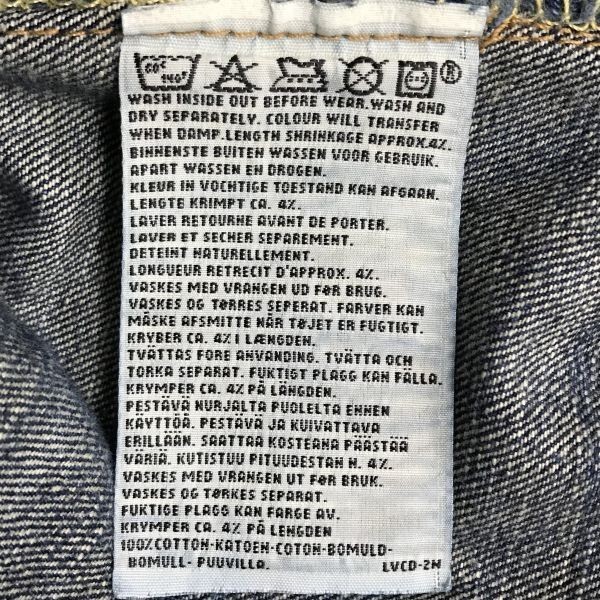 60°C
140°F
®
WASH INSIDE OUT BEFORE WEAR.WASH AND
DRY SEPARATELY. COLOUR WILL TRANSFER
WHEN DAMP.LENGTH SHRINKAGE APPROX.4%.
BINNENSTE BUITEN WASSEN VOOR GEBRUIK.
APART WASSEN EN DROGEN.
KLEUR IN VOCHTIGE TOESTAND KAN AFGAAN.
LENGTE KRIMPT CA. 4%.
LAVER RETOURNE AVANT DE PORTER.
LAVER ET SECHER SEPAREMENT.
DETEINT NATURELLEMENT.
LONGUEUR RETRECIT D'APPROX. 4%.
VASKES MED VRANGEN UD FØR BRUG.
VASKES OG TØRRES SEPERAT. FARVER KAN
MÅSKE AFSMITTE NÅR TØJET ER FUGTIGT.
KRYBER CA. 4% I LÆNGDEN.
TVÄTTAS FORE ANVANDING. TVÄTTA OCH
TORKA SEPARAT. FUKTIGT PLAGG KAN FÄLLA.
KRYMPER CA. 4% PÅ LÄNGDEN.
PESTÄVÄ NURJALTA PUOLELTA ENNEN
KÄYTTÖÄ. PESTÄVÄ JA KUIVATTAVA
ERILLÄÄN. SAATTAA KOSTEANA PÄÄSTÄÄ
VÄRIÄ. KUTISTUU PITUUDESTAN N. 4%.
VASKES MED VRANGEN UT FØR BRUK.
VASKES OG TØRKES SEPARAT.
FUKTIGE PLAGG KAN FARGE AV.
KRYMPER CA. 4% PÅ LENGDEN
100%COTTON-KATOEN-COTON-BOMULD-
BOMULL- PUUVILLA. LVCD-2N